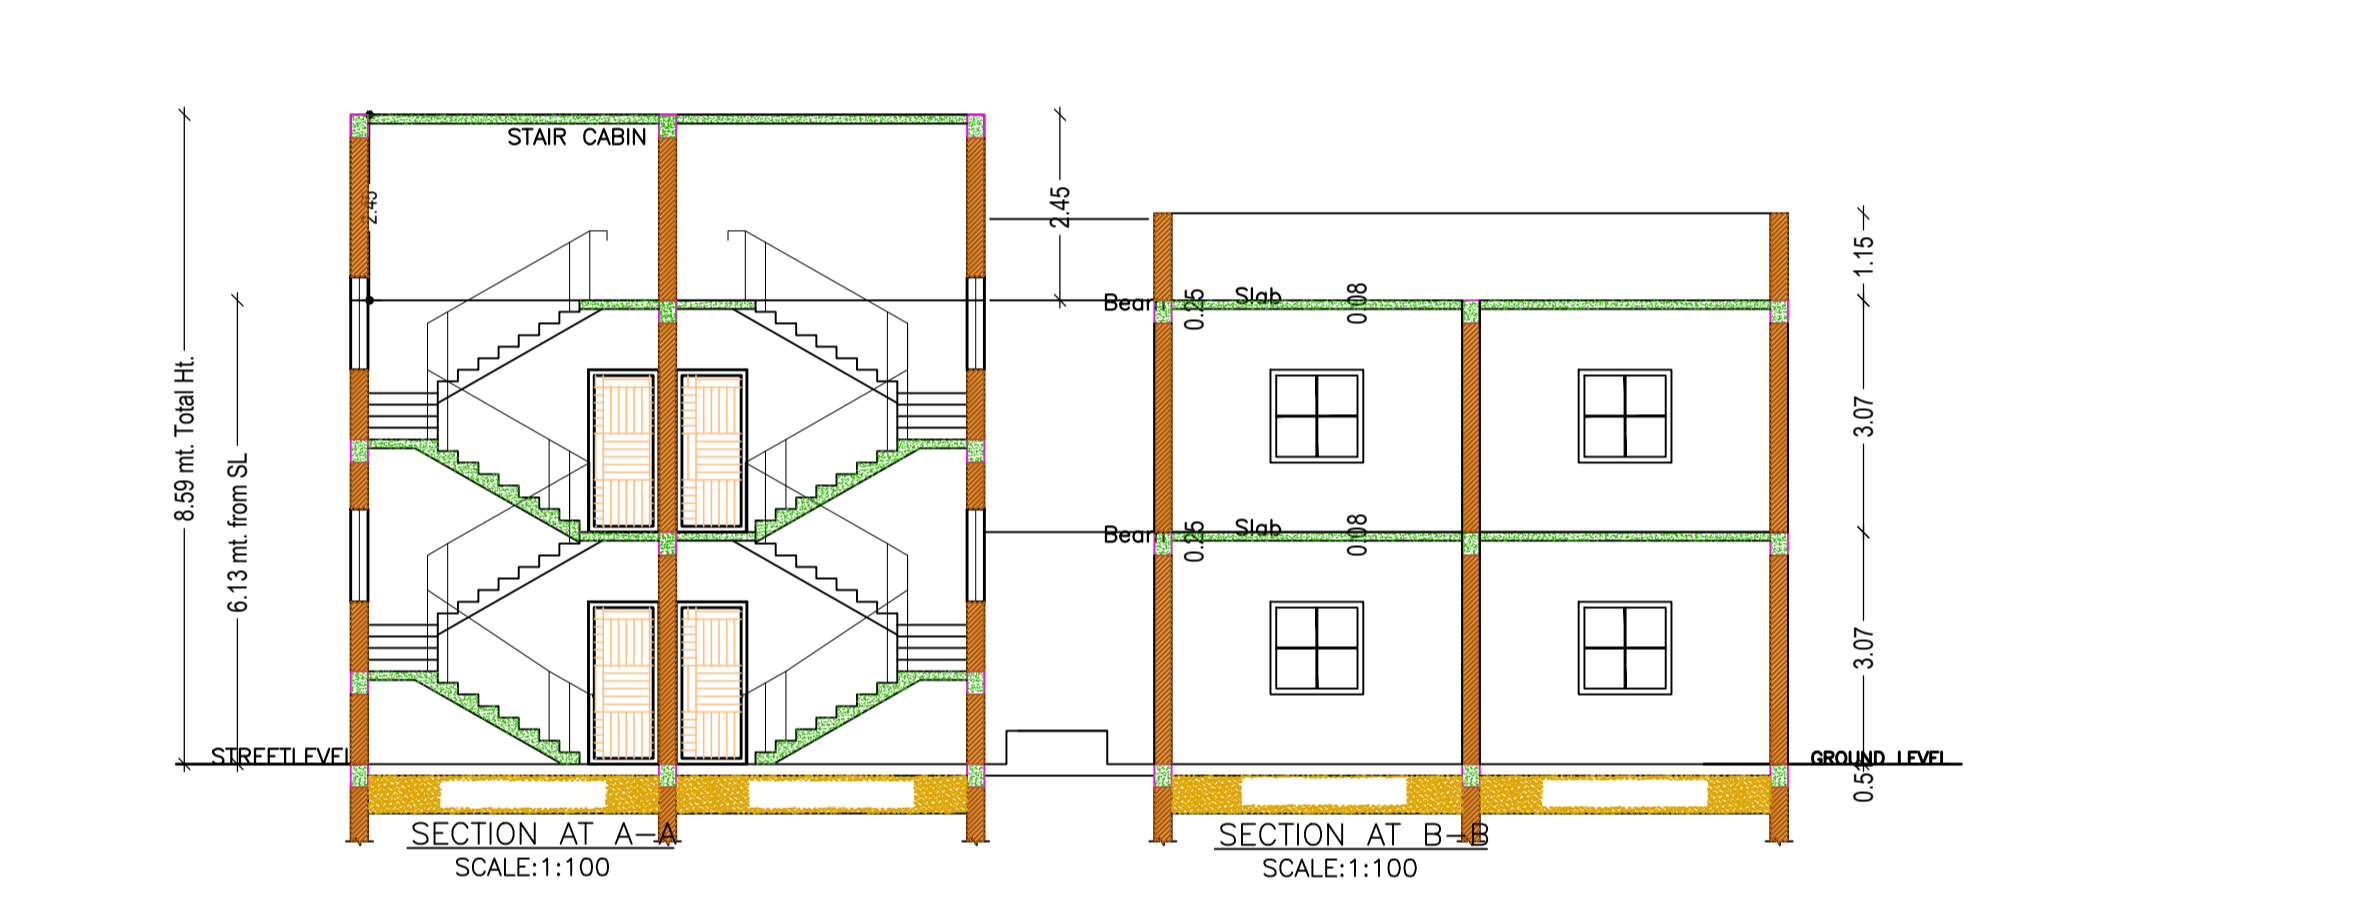 STAIR CABIN
2.45
2.45
8.59 mt. Total Ht.
6.13 mt. from SL
1.15
0.25
Slab
0.08
3.07
0.25
Slab
0.08
3.07
STREETLEVEL
GROUND LEVEL
SECTION AT A-A
SCALE:1:100
SECTION AT B-B
SCALE:1:100